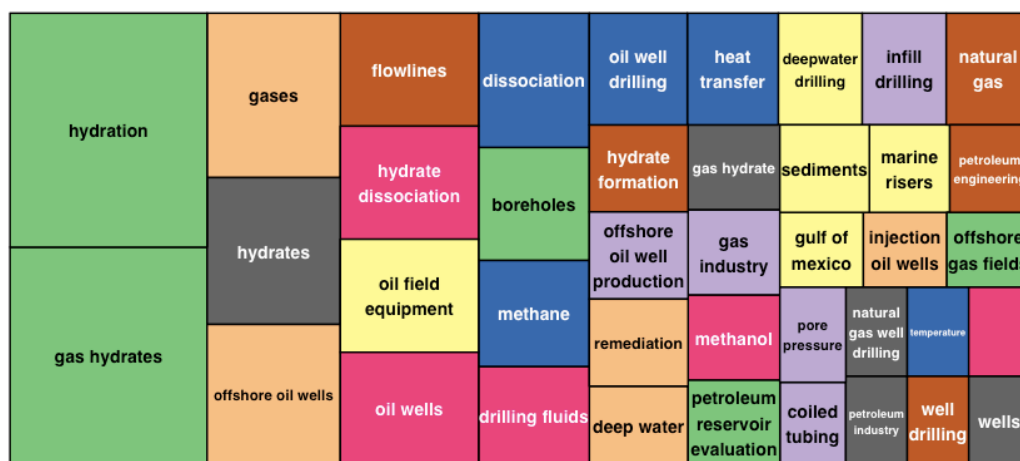 hydration
gas hydrates
gases
hydrates
offshore oil wells
flowlines
hydrate
dissociation
oil field
equipment
oil wells
dissociation
boreholes
methane
drilling fluids
oil well
drilling
hydrate
formation
offshore
oil well
production
remediation
deep water
heat
transfer
gas hydrate
gas
industry
methanol
petroleum
reservoir
evaluation
deepwater
drilling
infill
drilling
natural
gas
sediments
marine
risers
petroleum
engineering
gulf of
mexico
injection
oil wells
offshore
gas fields
pore
pressure
natural
gas well
drilling
temperature
coiled
tubing
petroleum
industry
well
drilling
wells